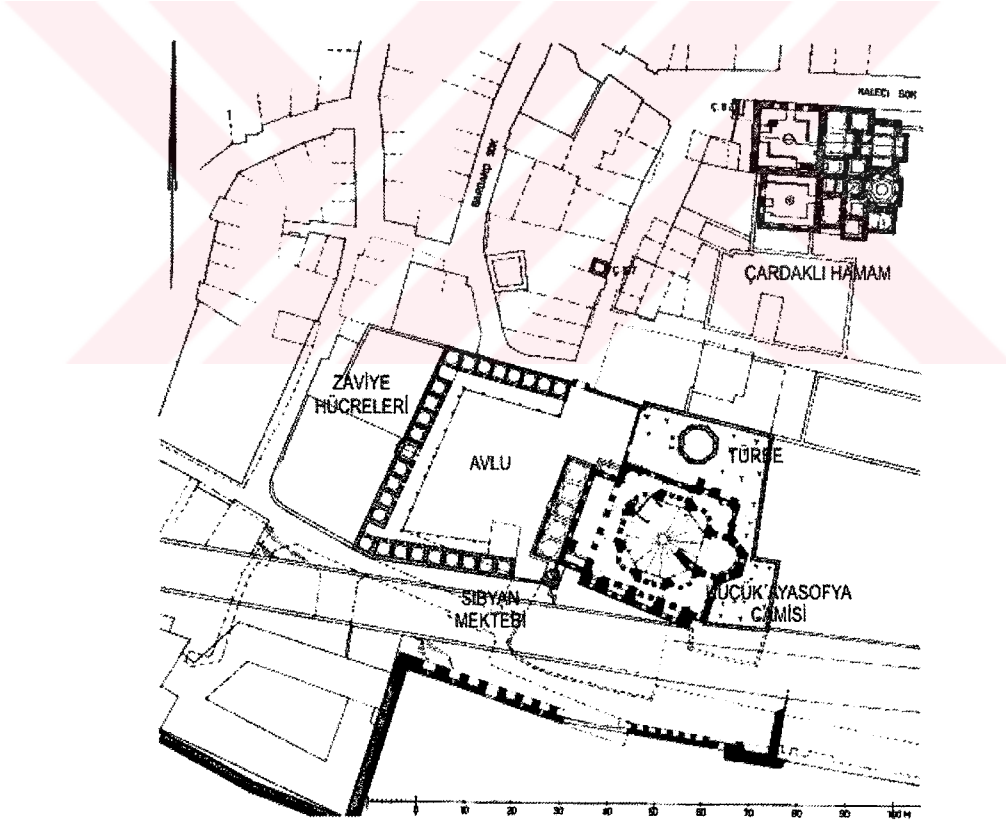 KALEÇİ SOK
ÇARDAKLI HAMAM
ZAVİYE
HÜCRELERİ
AVLU
TÜRBE
KÜÇÜK AYASOFYA
CAMİSİ
SIBYAN
MEKTEBİ
0 10 20 30 40 50 60 70 80 90 100 M